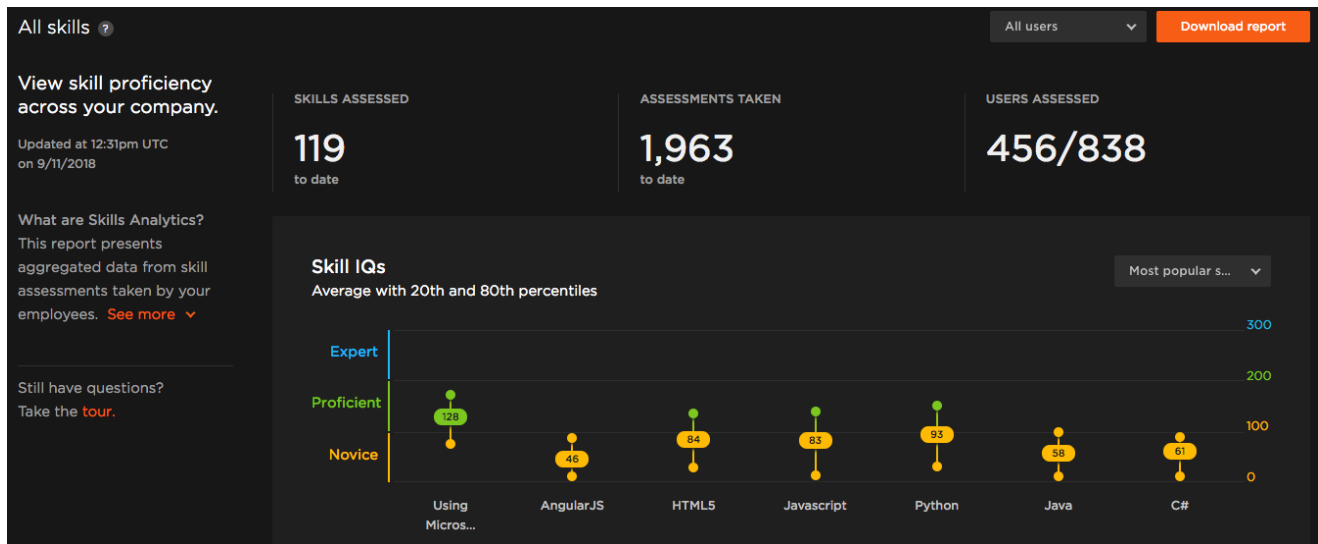 All skills ?
All users
Download report
View skill proficiency
across your company.
Updated at 12:31pm UTC
on 9/11/2018
What are Skills Analytics?
This report presents
aggregated data from skill
assessments taken by your
employees. See more
Still have questions?
Take the tour.
SKILLS ASSESSED
119
to date
ASSESSMENTS TAKEN
1,963
to date
USERS ASSESSED
456/838
Skill IQs
Average with 20th and 80th percentiles
Most popular s...
Expert
Proficient
Novice
300
200
100
0
128
46
84
83
93
58
61
Using
Micros...
AngularJS
HTML5
Javascript
Python
Java
C#